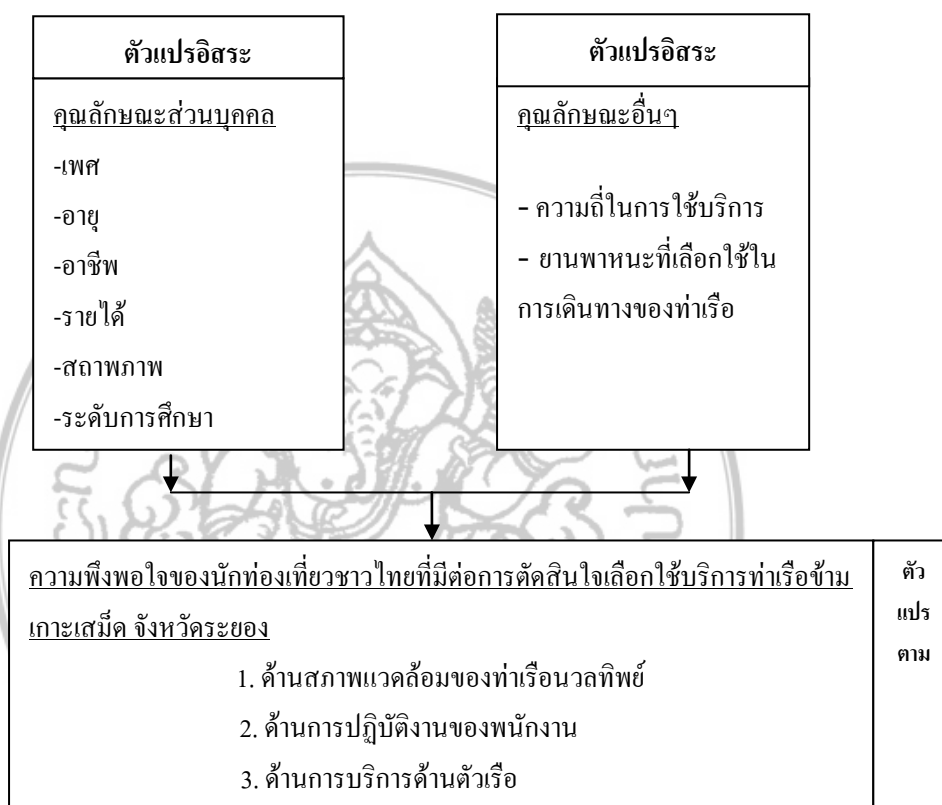 ตัวแปรอิสระ
คุณลักษณะส่วนบุคคล
-เพศ
-อายุ
-อาชีพ
-รายได้
-สถาพภาพ
-ระดับการศึกษา
ตัวแปรอิสระ
คุณลักษณะอื่นๆ
- ความถี่ในการใช้บริการ
- ยานพาหนะที่เลือกใช้ใน
การเดินทางของท่าเรือ
ความพึงพอใจของนักท่องเที่ยวชาวไทยที่มีต่อการตัดสินใจเลือกใช้บริการท่าเรือข้าม
เกาะเสม็ด จังหวัดระยอง
1. ด้านสภาพแวดล้อมของท่าเรือนวลทิพย์
2. ด้านการปฏิบัติงานของพนักงาน
3. ด้านการบริการด้านตัวเรือ
ตัว
แปร
ตาม